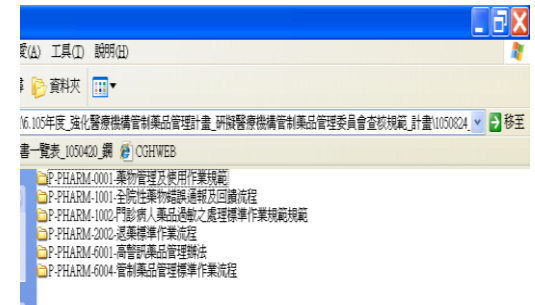 愛(A) 工具(T) 說明(H)
資料夾
\6.105年度_強化醫療機構管制藥品管理計畫_研擬醫療機構管制藥品管理委員會查核規範_計畫\1050824_ 移至
書一覽表_1050420_鋼 CGHWEB
P-PHARM-0001-藥物管理及使用作業規範
P-PHARM-1001-全院性藥物錯誤通報及回饋流程
P-PHARM-1002-門診病人藥品過敏之處理標準作業規範規範
P-PHARM-2002-退藥標準作業流程
P-PHARM-6001-高警訊藥品管理辦法
P-PHARM-6004-管制藥品管理標準作業流程